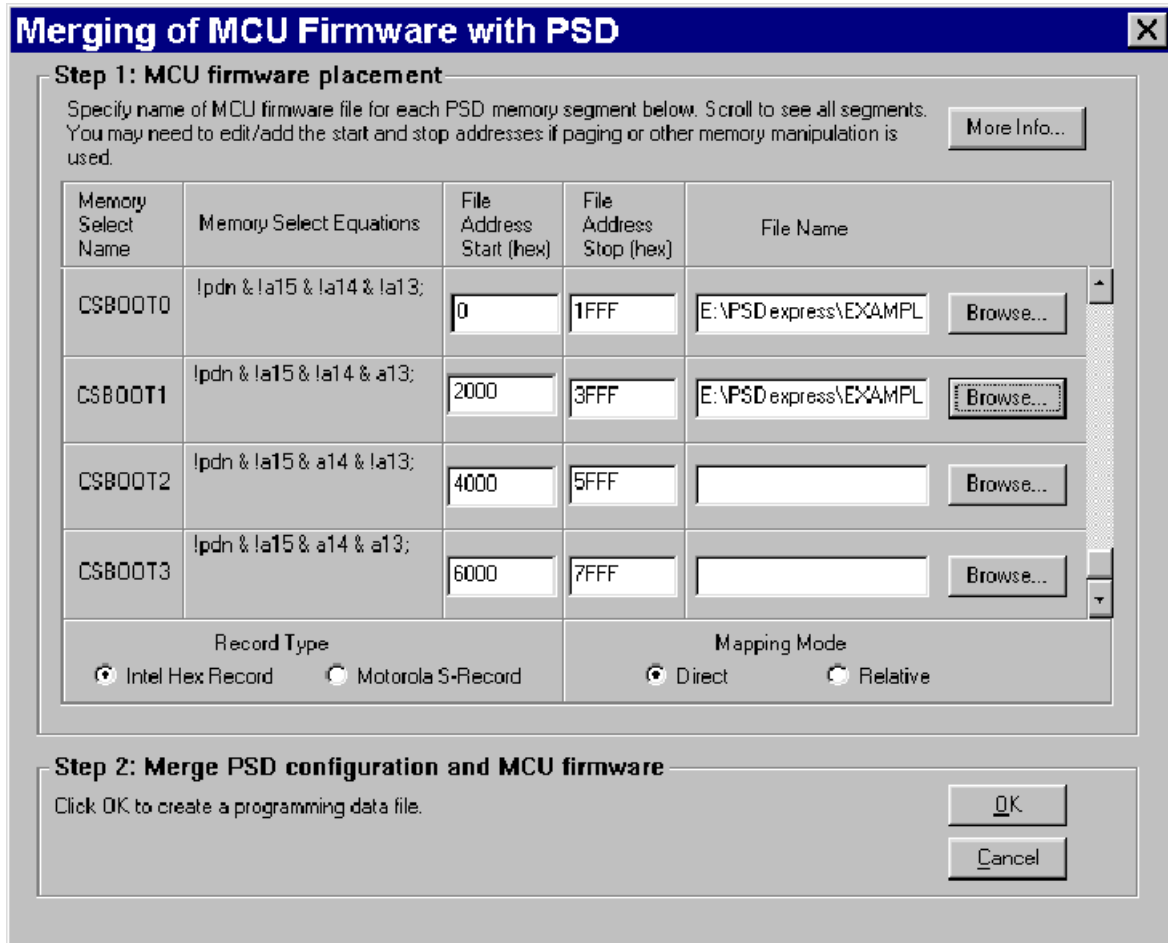 Merging of MCU Firmware with PSD
Step 1: MCU firmware placement
Specify name of MCU firmware file for each PSD memory segment below. Scroll to see all segments.
You may need to edit/add the start and stop addresses if paging or other memory manipulation is
used.
More Info...
Memory
Select
Name
Memory Select Equations
File
Address
Start (hex)
File
Address
Stop (hex)
File Name
CSBOOT0
!pdn & !a15 & !a14 & !a13;
0
1FFF
E:\PSDexpress\EXAMPL
Browse...
CSBOOT1
!pdn & !a15 & !a14 & a13;
2000
3FFF
E:\PSDexpress\EXAMPL
Browse...
CSBOOT2
!pdn & !a15 & a14 & !a13;
4000
5FFF
Browse...
CSBOOT3
!pdn & !a15 & a14 & a13;
6000
7FFF
Browse...
Record Type
Intel Hex Record
Motorola S-Record
Mapping Mode
Direct
Relative
Step 2: Merge PSD configuration and MCU firmware
Click OK to create a programming data file.
OK
Cancel